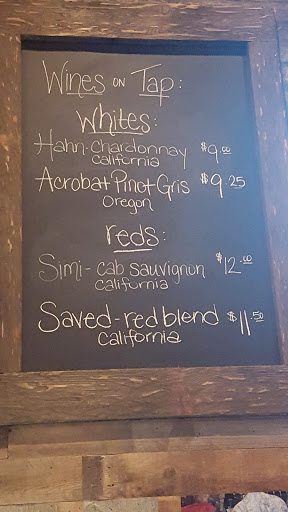 Wines on Tap:
Whites:
Hahn-Chardonnay $9.00
California
Acrobat Pinot Gris $9.25
Oregon
reds:
Simi-Cab Sauvignon $12.00
California
Saved-red blend $11.50
California